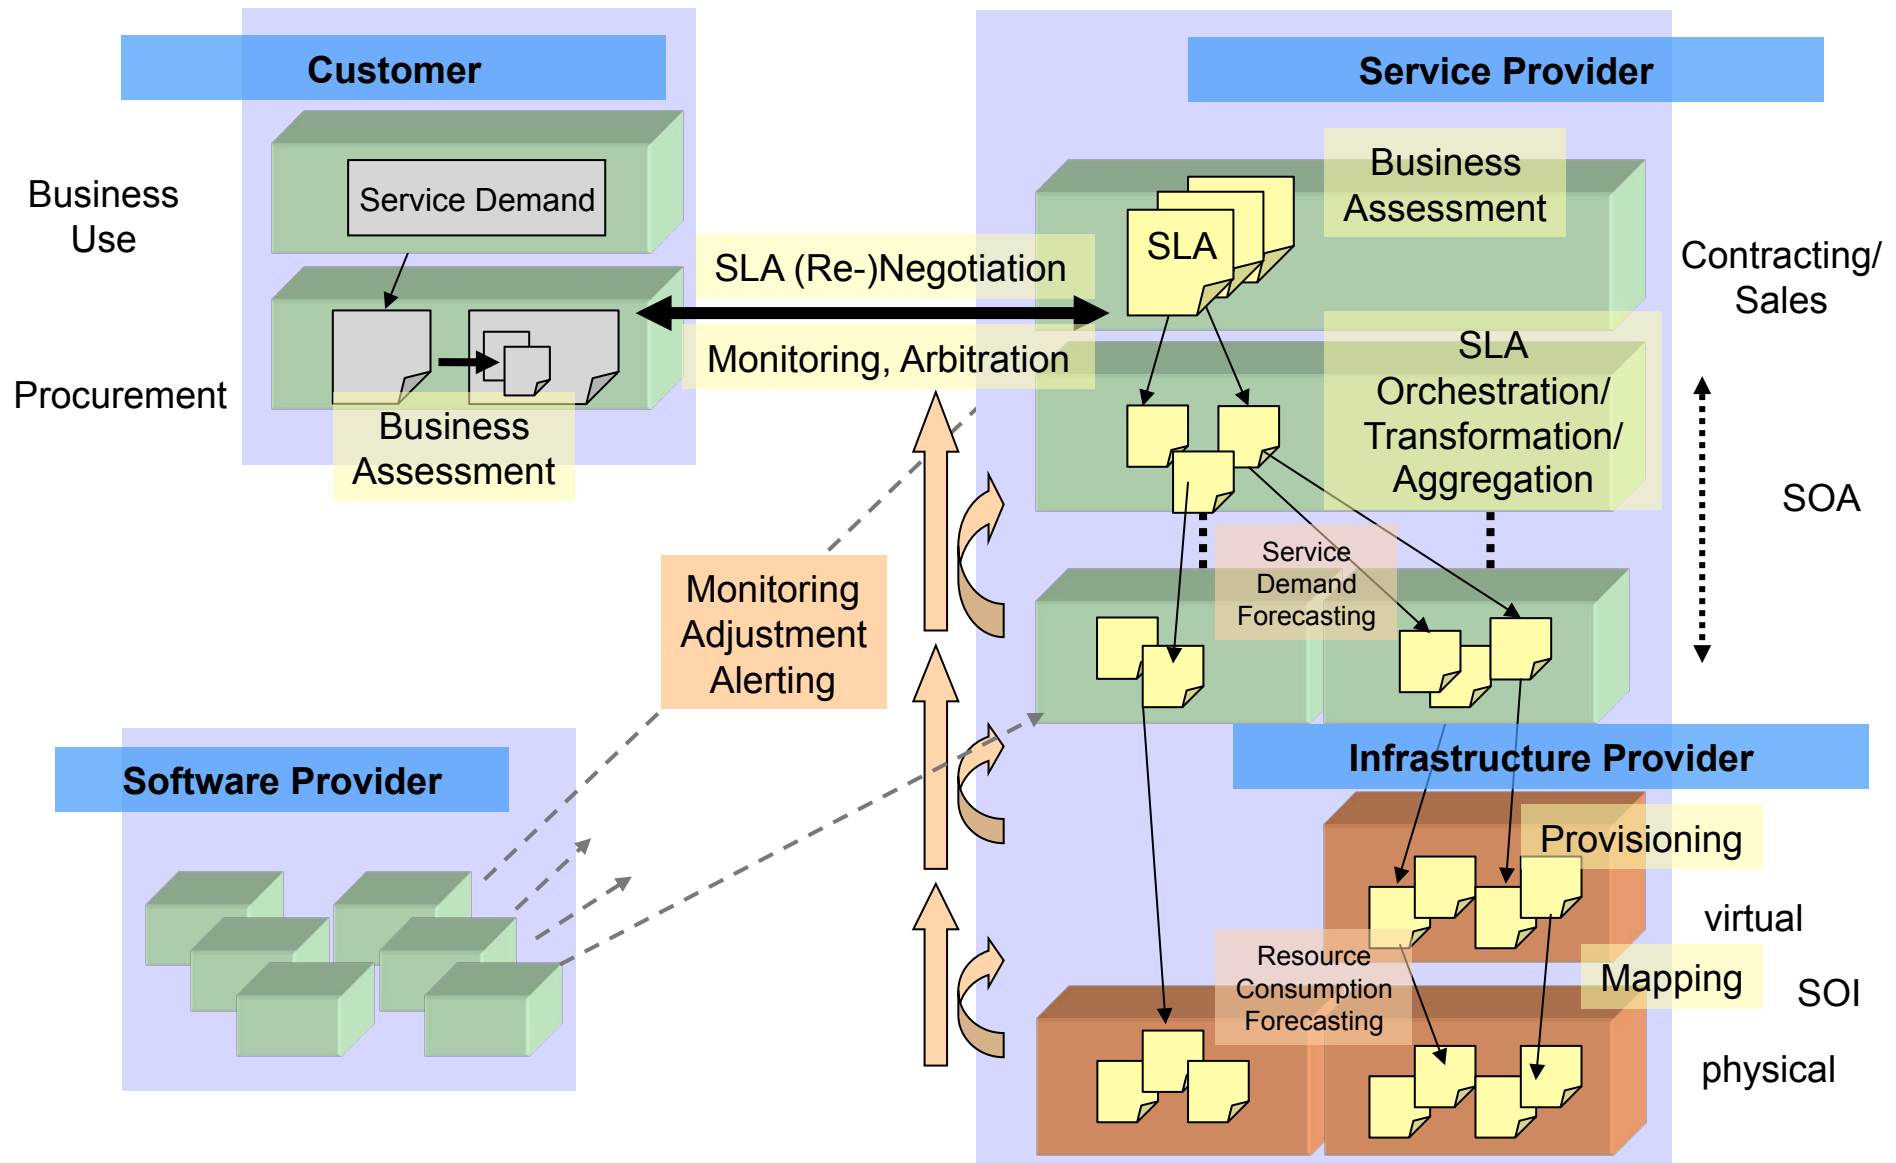 Customer
Service Provider
Business
Use
Service Demand
Procurement
Business
Assessment
SLA (Re-)Negotiation
Monitoring, Arbitration
SLA
Business
Assessment
Contracting/
Sales
SLA
Orchestration/
Transformation/
Aggregation
SOA
Service
Demand
Forecasting
Monitoring
Adjustment
Alerting
Software Provider
Infrastructure Provider
Provisioning
virtual
Mapping
SOI
Resource
Consumption
Forecasting
physical